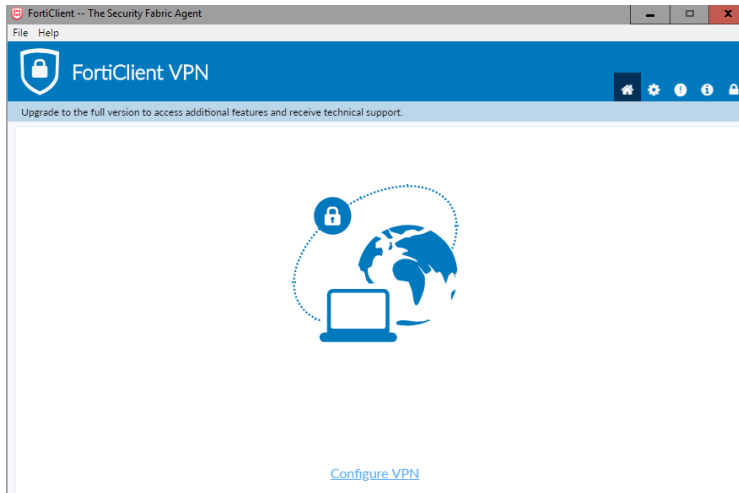 FortiClient -- The Security Fabric Agent
File Help
FortiClient VPN
Upgrade to the full version to access additional features and receive technical support.
Configure VPN